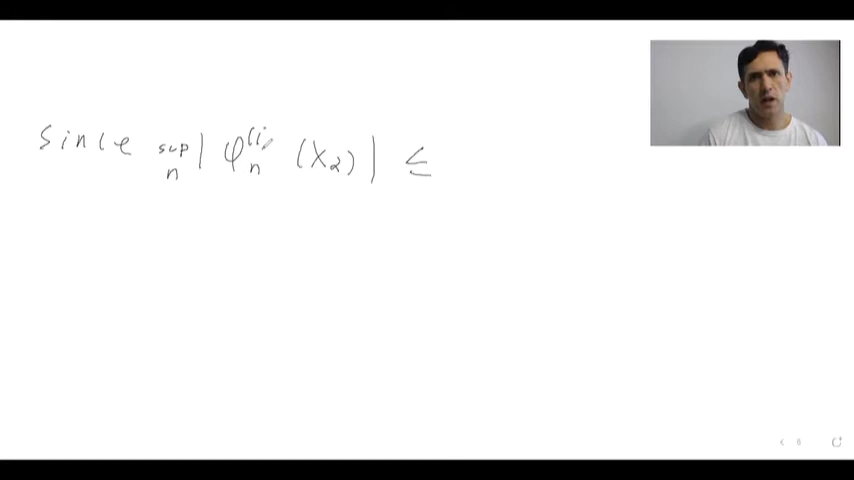 since sup_n | φ_n^(i (x_2) | ≤